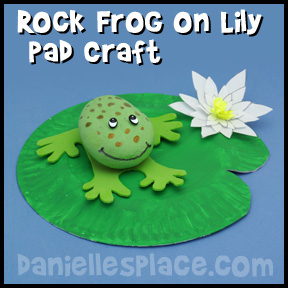 Rock Frog on Lily
Pad Craft
DaniellesPlace.com